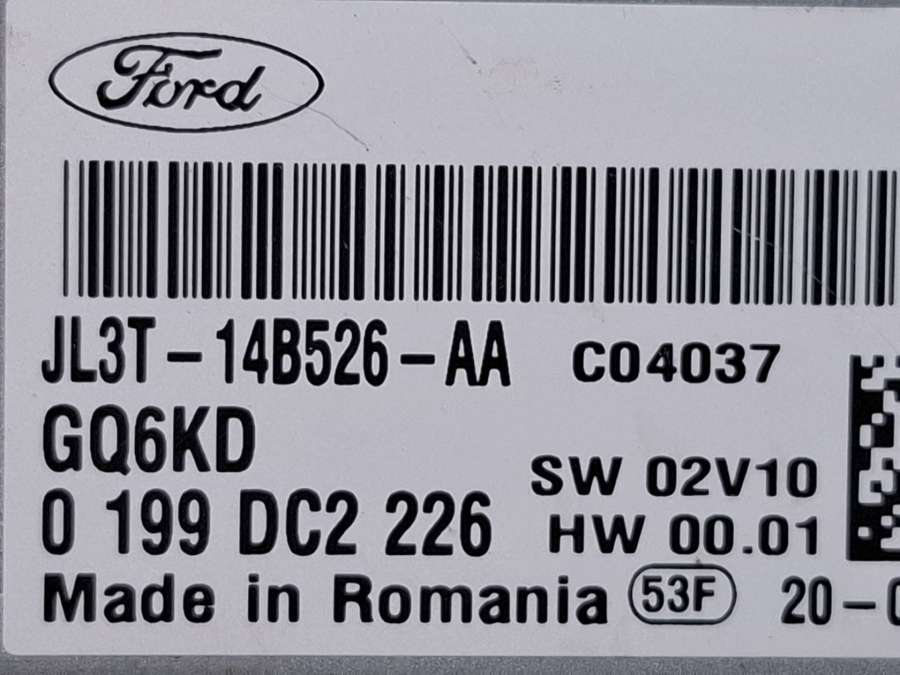 Ford
JL3T-14B526-AA C04037
GQ6KD
SW 02V10
0 199 DC2 226 HW 00.01
Made in Romania 53F 20-